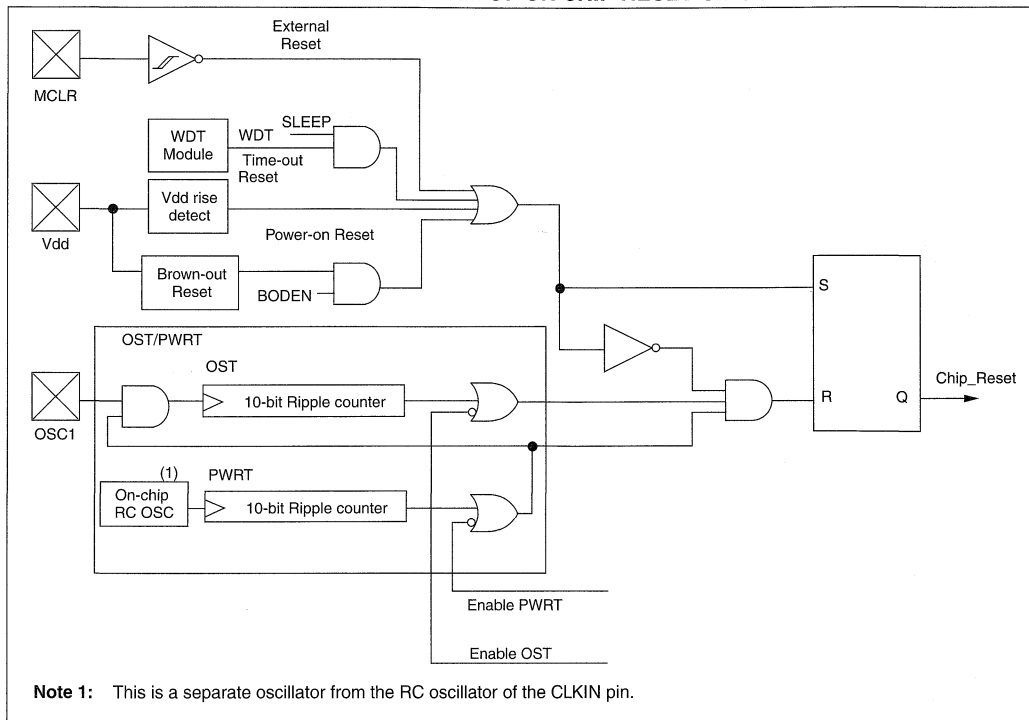 External
Reset
MCLR
SLEEP
WDT
Module
WDT
Time-out
Reset
Vdd rise
detect
Vdd
Power-on Reset
Brown-out
Reset
BODEN
S
OST/PWRT
OST
10-bit Ripple counter
OSC1
R
Q
Chip_Reset
(1)
On-chip
RC OSC
PWRT
10-bit Ripple counter
Enable PWRT
Enable OST
Note 1: This is a separate oscillator from the RC oscillator of the CLKIN pin.